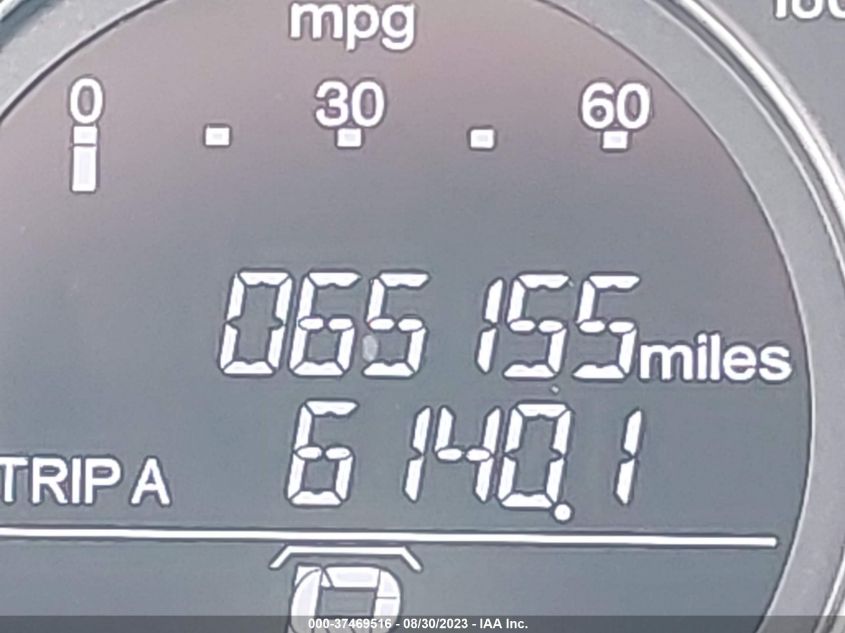 mpg
0 30 60
065155 miles
TRIP A 6140.1
000-37469516 - 08/30/2023 - IAA Inc.